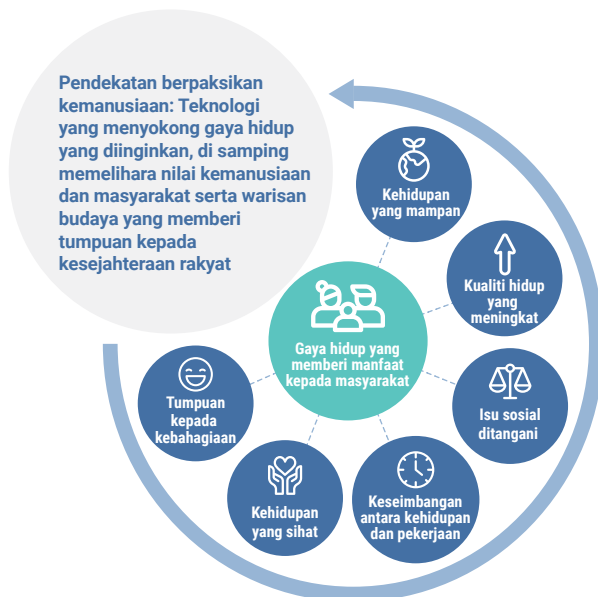 Pendekatan berpaksikan
kemanusiaan: Teknologi
yang menyokong gaya hidup
yang diinginkan, di samping
memelihara nilai kemanusiaan
dan masyarakat serta warisan
budaya yang memberi
tumpuan kepada
kesejahteraan rakyat
Kehidupan
yang mampan
Kualiti hidup
yang
meningkat
Isu sosial
ditangani
Keseimbangan
antara kehidupan
dan pekerjaan
Kehidupan
yang sihat
Tumpuan
kepada
kebahagiaan
Gaya hidup yang
memberi manfaat
kepada masyarakat